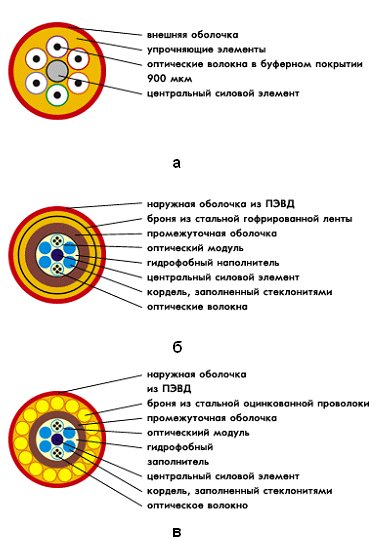 внешняя оболочка
упрочняющие элементы
оптические волокна в буферном покрытии
900 мкм
центральный силовой элемент
а
наружная оболочка из ПЭВД
броня из стальной гофрированной ленты
промежуточная оболочка
оптический модуль
гидрофобный наполнитель
центральный силовой элемент
кордель, заполненный стеклонитями
оптические волокна
б
наружная оболочка
из ПЭВД
броня из стальной оцинкованной проволоки
промежуточная оболочка
оптическиий модуль
гидрофобный
заполнитель
центральный силовой элемент
кордель, заполненный стеклонитями
оптическое волокно
в